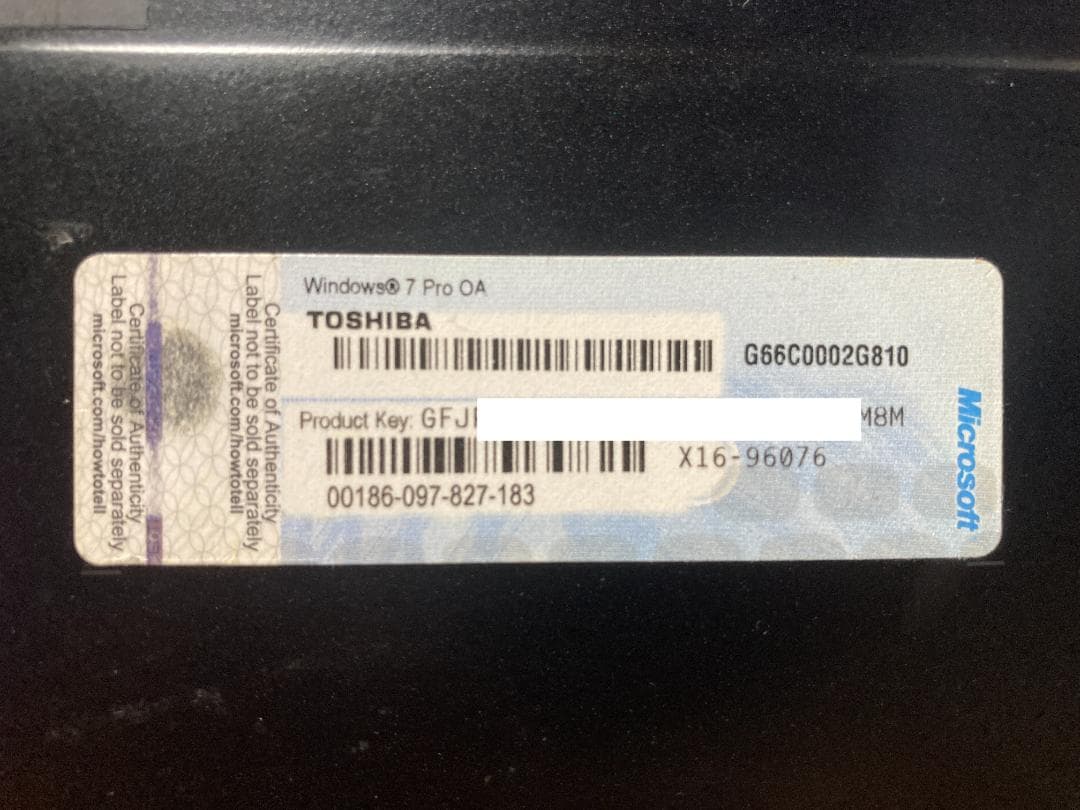 Windows® 7 Pro OA
TOSHIBA
G66C0002G810
Product Key: GFJ
M8M
X16-96076
00186-097-827-183
Microsoft
Certificate of Authenticity
Label not to be sold separately
microsoft.com/howtotell
Certificate of Authenticity
Label not to be sold separately
microsoft.com/howtotell